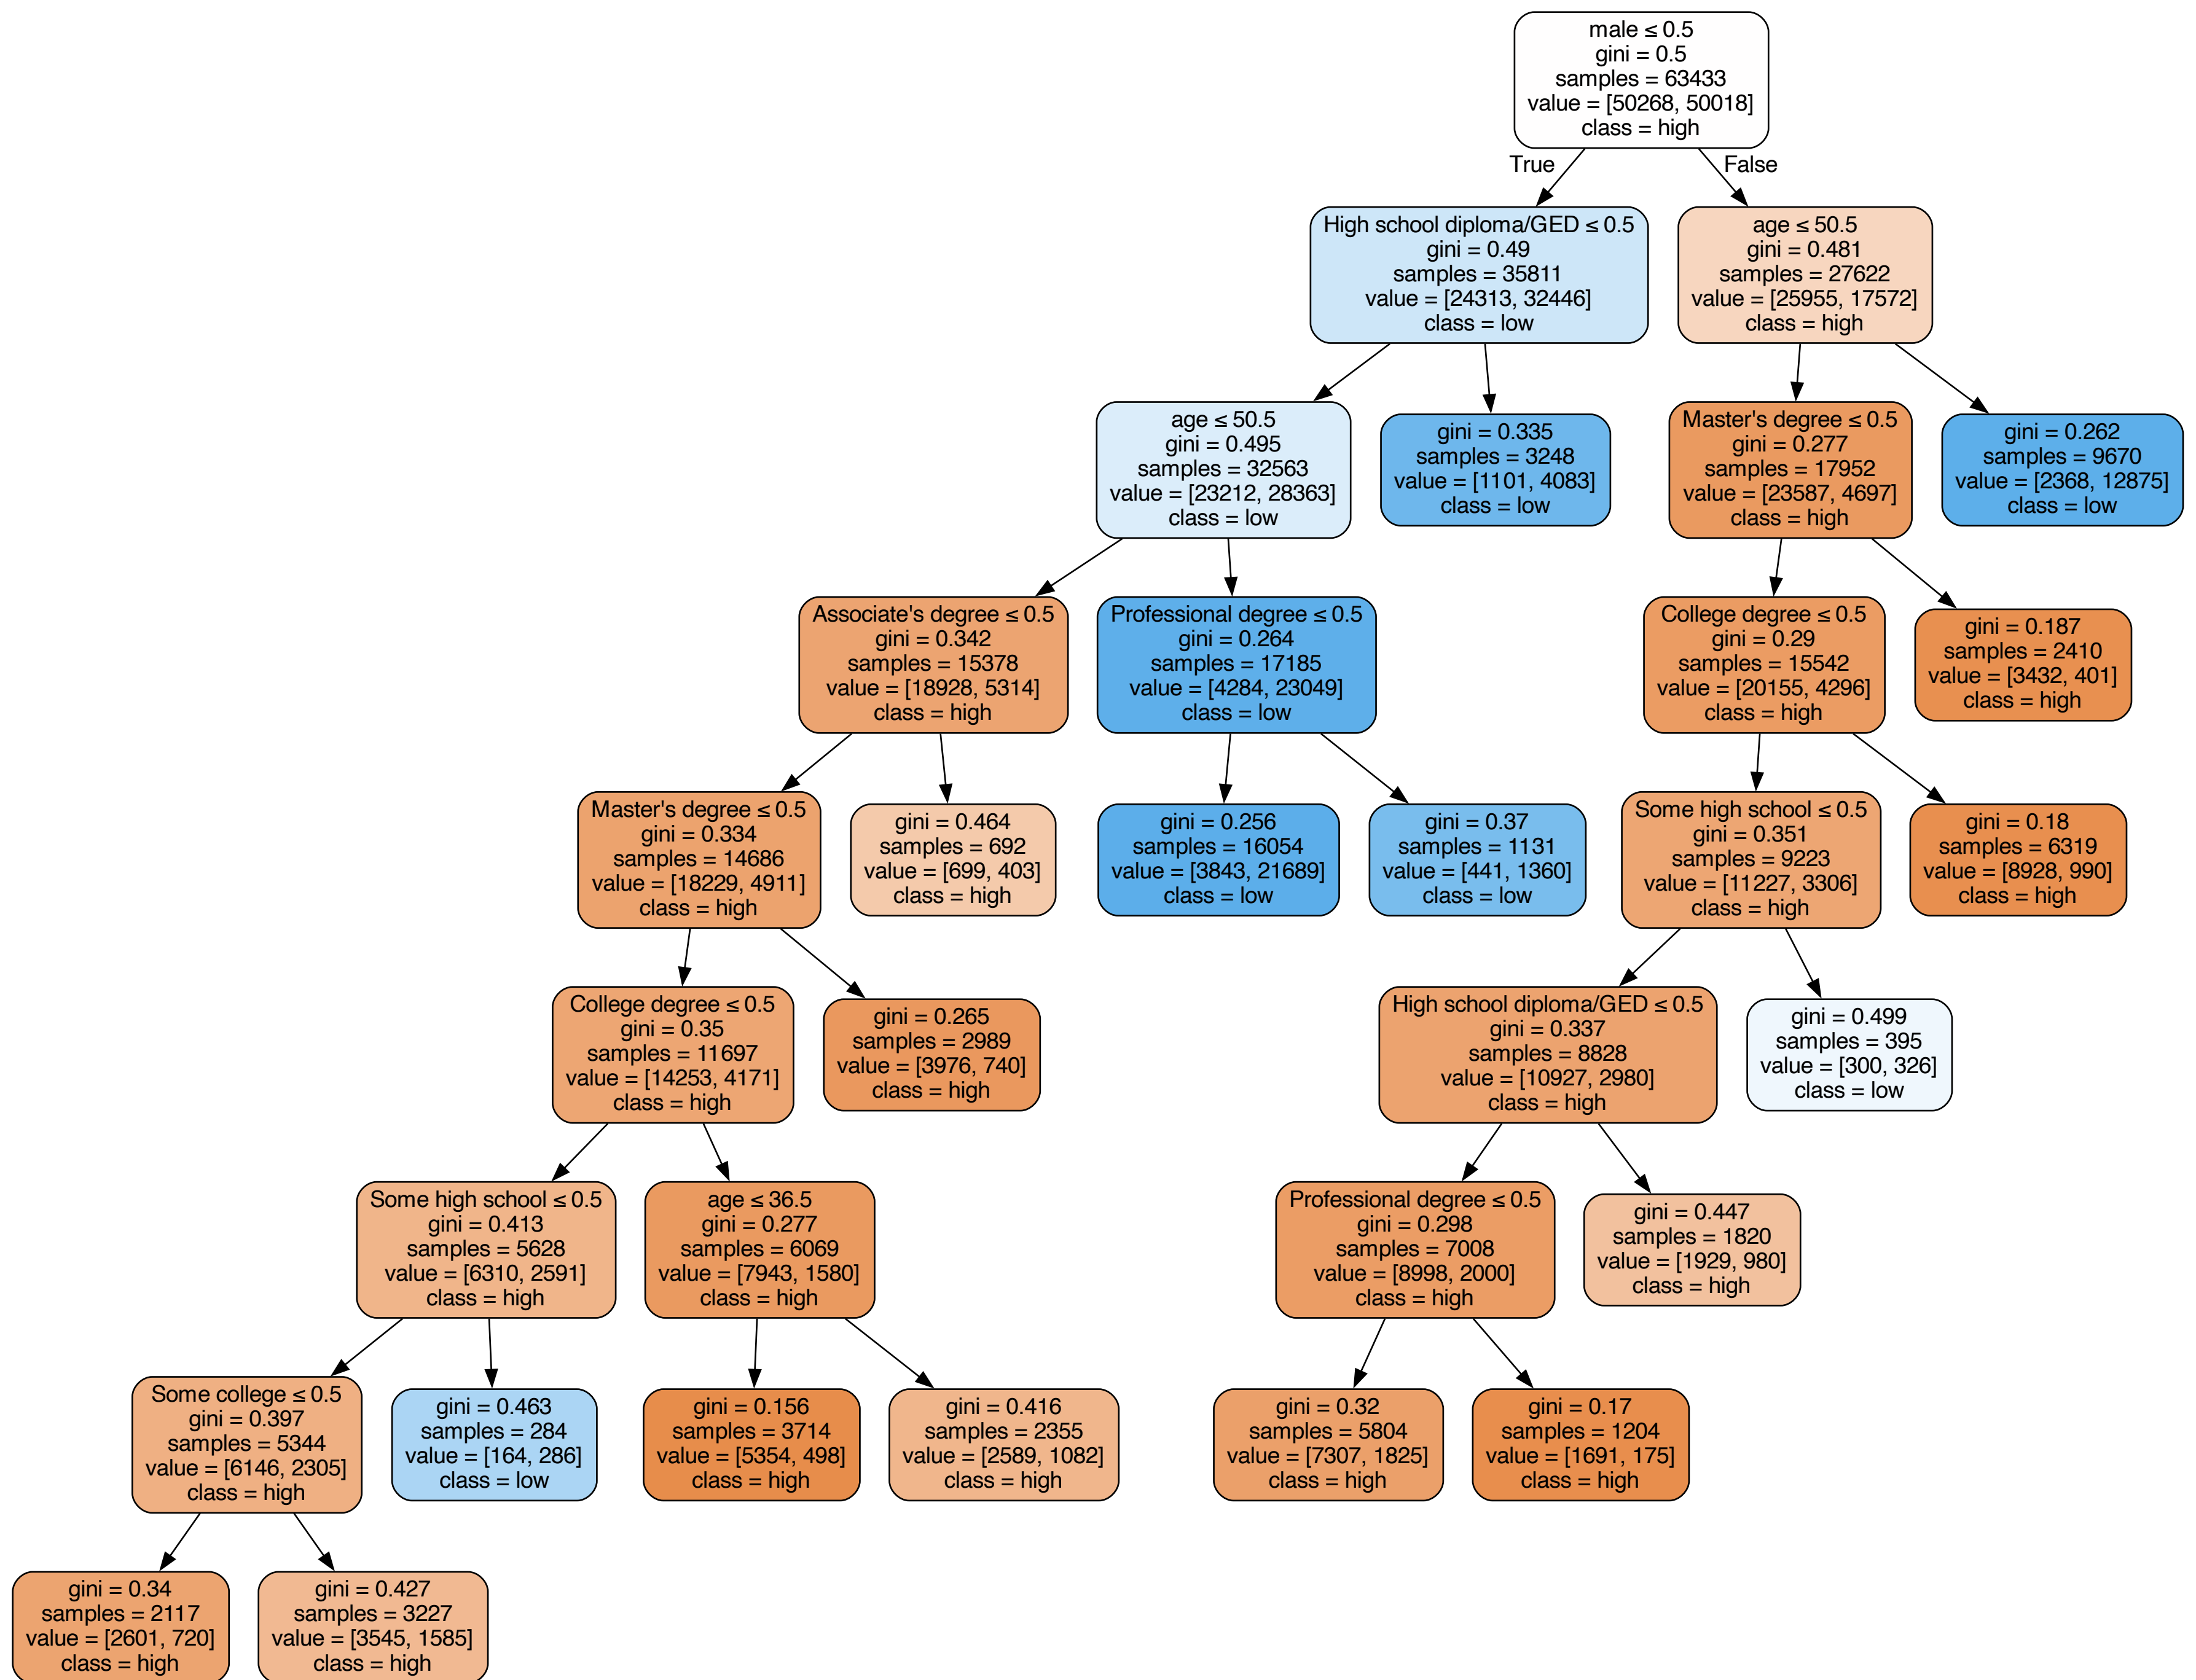 male ≤ 0.5
gini = 0.5
samples = 63433
value = [50268, 50018]
class = high
True
False
High school diploma/GED ≤ 0.5
gini = 0.49
samples = 35811
value = [24313, 32446]
class = low
age ≤ 50.5
gini = 0.481
samples = 27622
value = [25955, 17572]
class = high
age ≤ 50.5
gini = 0.495
samples = 32563
value = [23212, 28363]
class = low
gini = 0.335
samples = 3248
value = [1101, 4083]
class = low
Master's degree ≤ 0.5
gini = 0.277
samples = 17952
value = [23587, 4697]
class = high
gini = 0.262
samples = 9670
value = [2368, 12875]
class = low
Associate's degree ≤ 0.5
gini = 0.342
samples = 15378
value = [18928, 5314]
class = high
Professional degree ≤ 0.5
gini = 0.264
samples = 17185
value = [4284, 23049]
class = low
College degree ≤ 0.5
gini = 0.29
samples = 15542
value = [20155, 4296]
class = high
gini = 0.187
samples = 2410
value = [3432, 401]
class = high
Master's degree ≤ 0.5
gini = 0.334
samples = 14686
value = [18229, 4911]
class = high
gini = 0.464
samples = 692
value = [699, 403]
class = high
gini = 0.256
samples = 16054
value = [3843, 21689]
class = low
gini = 0.37
samples = 1131
value = [441, 1360]
class = low
Some high school ≤ 0.5
gini = 0.351
samples = 9223
value = [11227, 3306]
class = high
gini = 0.18
samples = 6319
value = [8928, 990]
class = high
College degree ≤ 0.5
gini = 0.35
samples = 11697
value = [14253, 4171]
class = high
gini = 0.265
samples = 2989
value = [3976, 740]
class = high
High school diploma/GED ≤ 0.5
gini = 0.337
samples = 8828
value = [10927, 2980]
class = high
gini = 0.499
samples = 395
value = [300, 326]
class = low
Some high school ≤ 0.5
gini = 0.413
samples = 5628
value = [6310, 2591]
class = high
age ≤ 36.5
gini = 0.277
samples = 6069
value = [7943, 1580]
class = high
Professional degree ≤ 0.5
gini = 0.298
samples = 7008
value = [8998, 2000]
class = high
gini = 0.447
samples = 1820
value = [1929, 980]
class = high
Some college ≤ 0.5
gini = 0.397
samples = 5344
value = [6146, 2305]
class = high
gini = 0.463
samples = 284
value = [164, 286]
class = low
gini = 0.156
samples = 3714
value = [5354, 498]
class = high
gini = 0.416
samples = 2355
value = [2589, 1082]
class = high
gini = 0.32
samples = 5804
value = [7307, 1825]
class = high
gini = 0.17
samples = 1204
value = [1691, 175]
class = high
gini = 0.34
samples = 2117
value = [2601, 720]
class = high
gini = 0.427
samples = 3227
value = [3545, 1585]
class = high